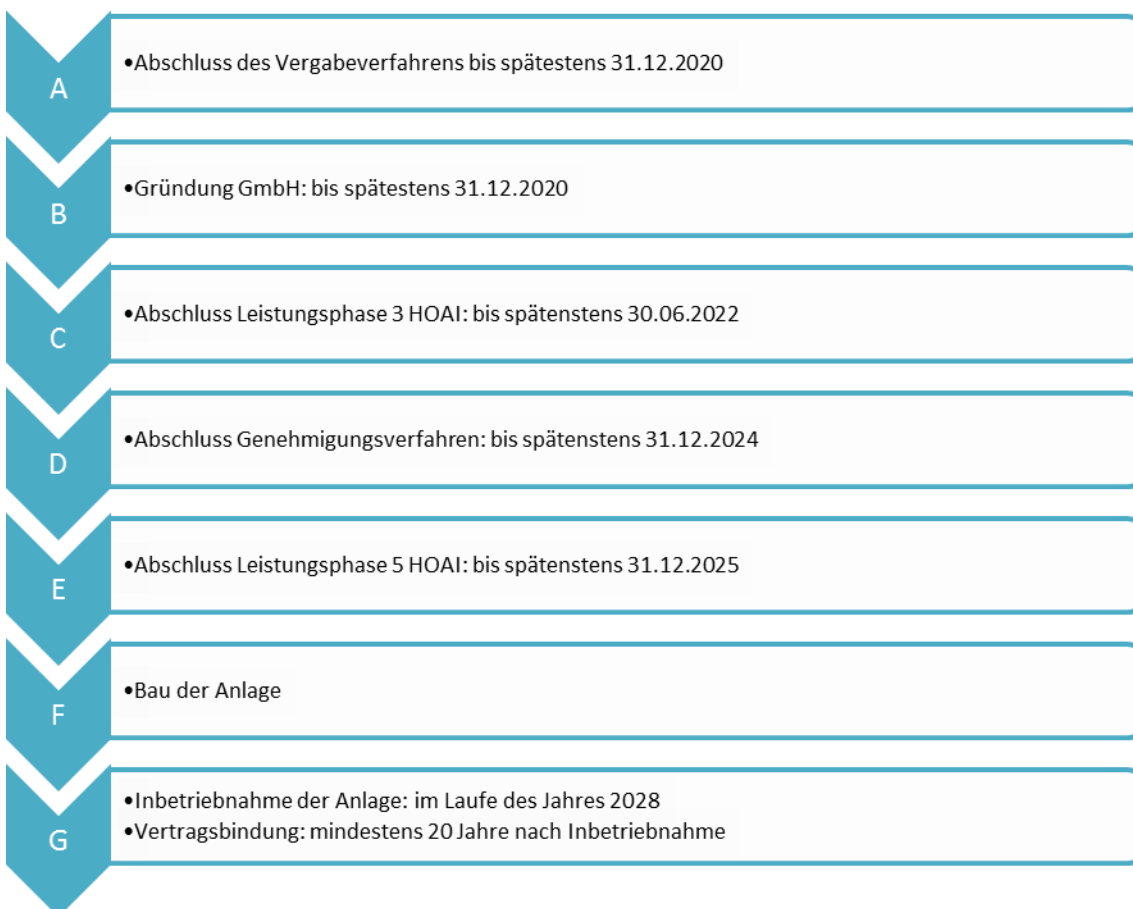 A
•Abschluss des Vergabeverfahrens bis spätestens 31.12.2020
B
•Gründung GmbH: bis spätestens 31.12.2020
C
•Abschluss Leistungsphase 3 HOAI: bis spätenstens 30.06.2022
D
•Abschluss Genehmigungsverfahren: bis spätenstens 31.12.2024
E
•Abschluss Leistungsphase 5 HOAI: bis spätenstens 31.12.2025
F
•Bau der Anlage
G
•Inbetriebnahme der Anlage: im Laufe des Jahres 2028
•Vertragsbindung: mindestens 20 Jahre nach Inbetriebnahme